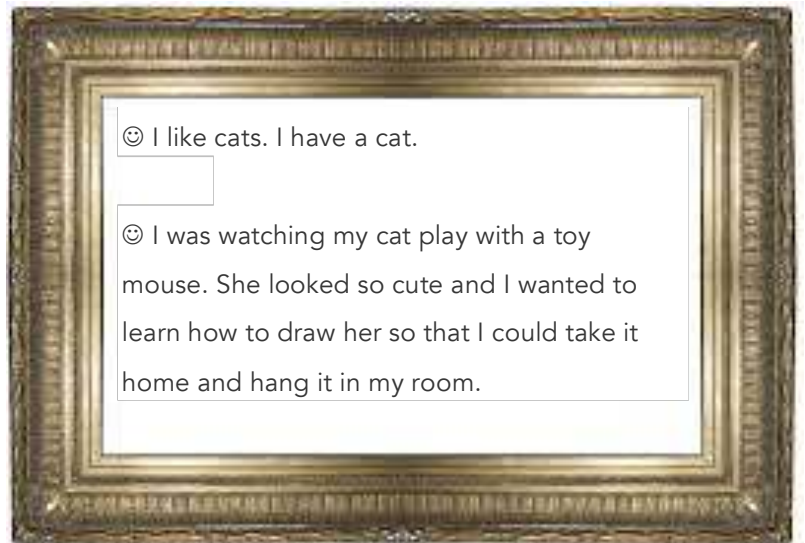 ☺ I like cats. I have a cat.
☺ I was watching my cat play with a toy
mouse. She looked so cute and I wanted to
learn how to draw her so that I could take it
home and hang it in my room.